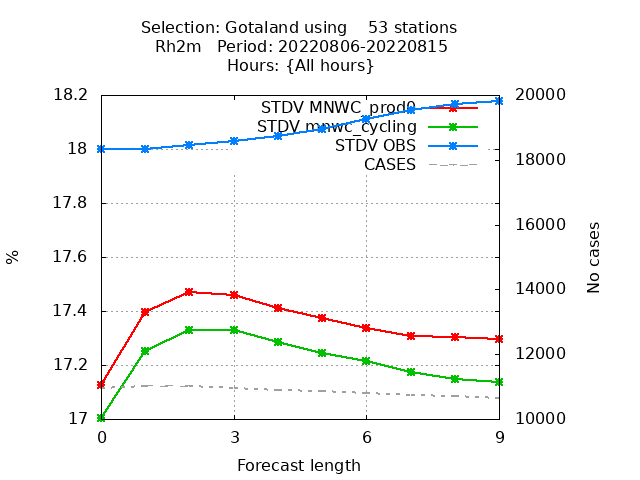 Selection: Gotaland using    53 stations
Rh2m   Period: 20220806-20220815
Hours: {All hours}
18.2
18
17.8
17.6
17.4
17.2
17
20000
18000
16000
14000
12000
10000
STDV MNWC_prod0
STDV mnwc_cycling
STDV OBS
CASES
%
No cases
0
3
6
9
Forecast length